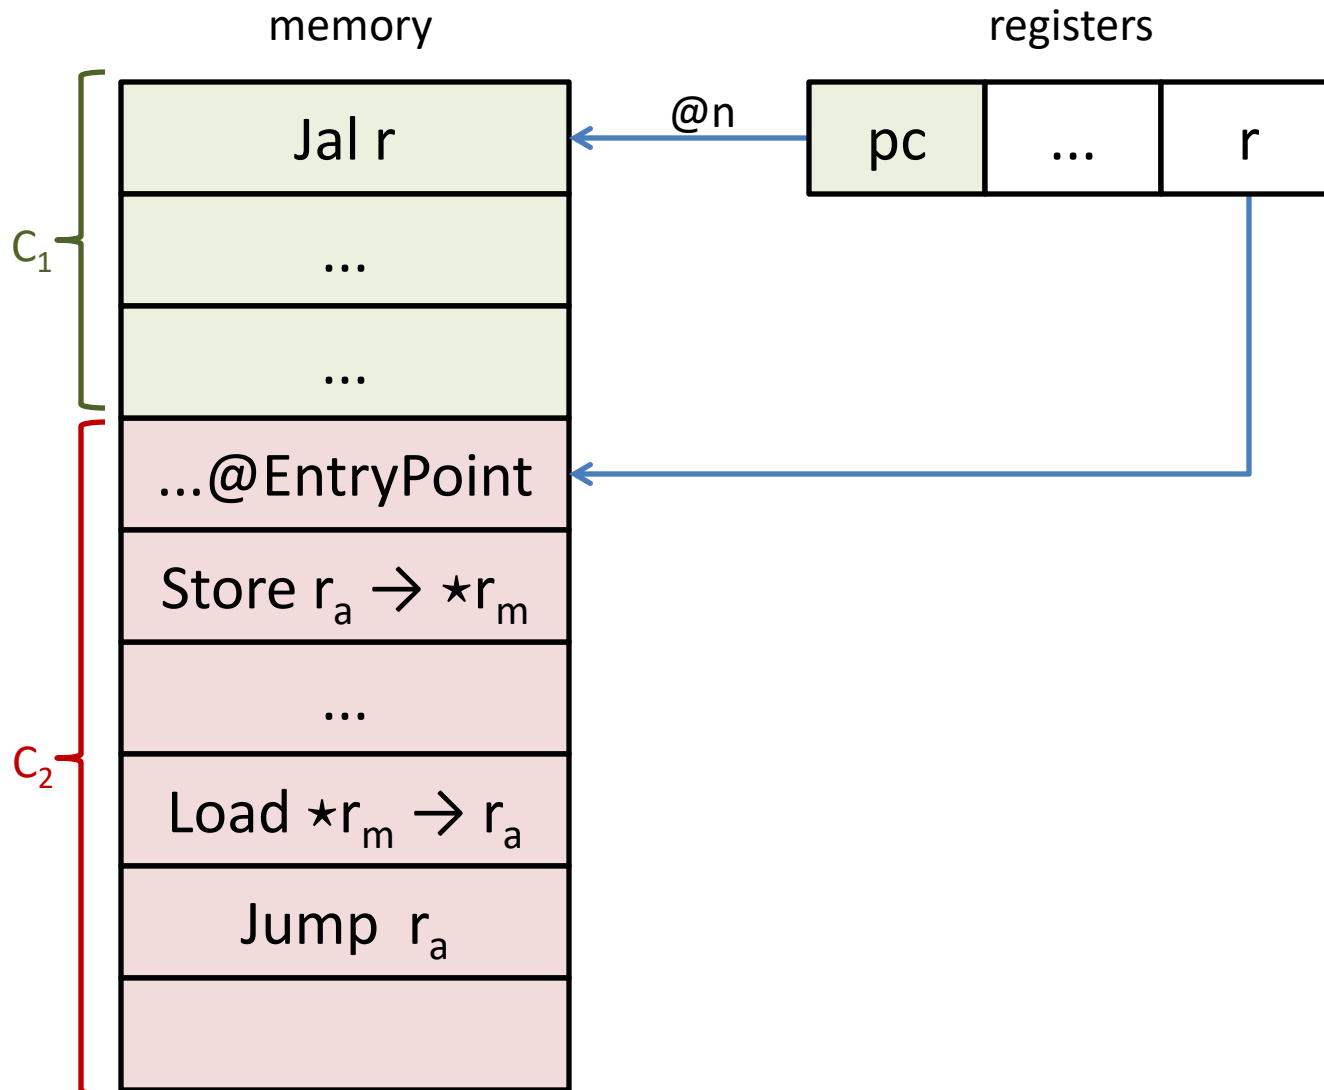 memory
registers
Jal r
@n
pc
...
r
C₁
...
...
...@EntryPoint
Store rₐ → ⋆rₘ
...
C₂
Load ⋆rₘ → rₐ
Jump rₐ